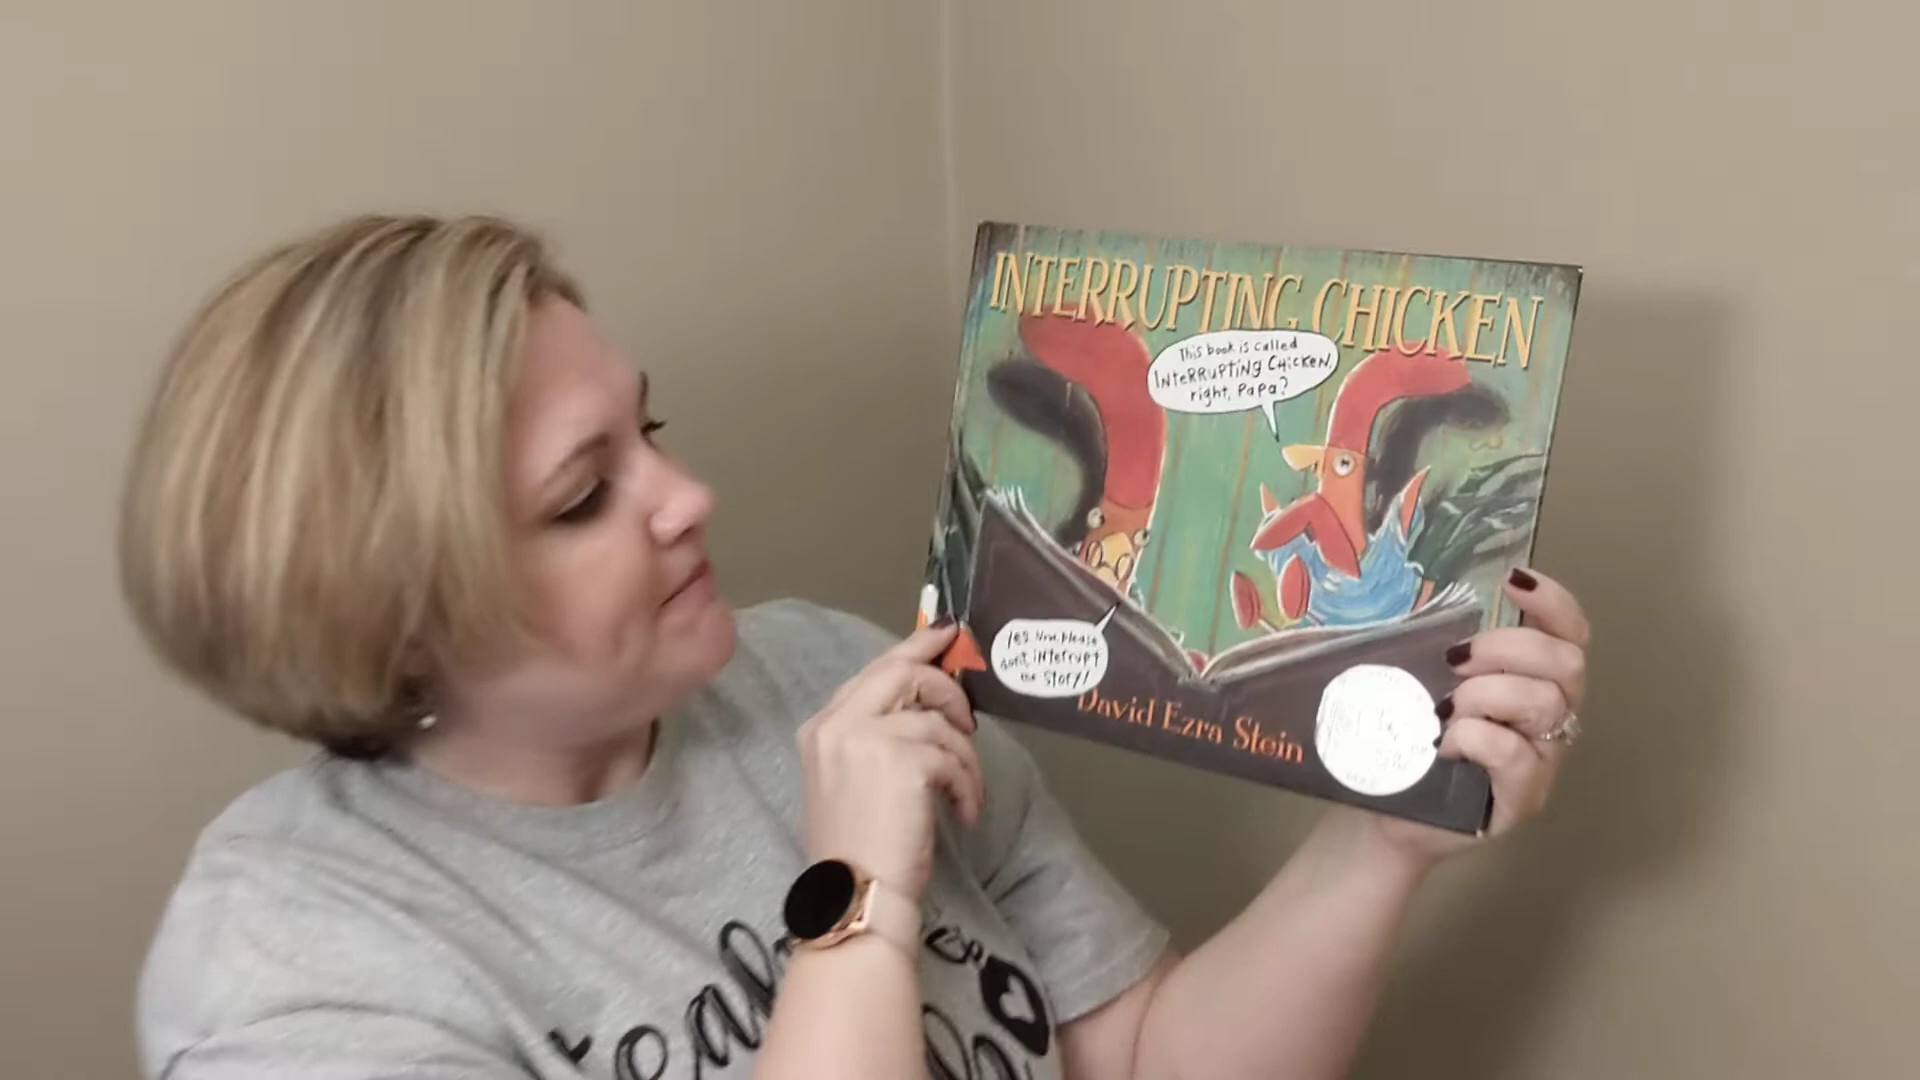 INTERRUPTING CHICKEN
This book is called
INTERRUPTING CHICKEN,
right, Papa?
Yes. Now, please
don't interrupt
the story!
David Ezra Stein